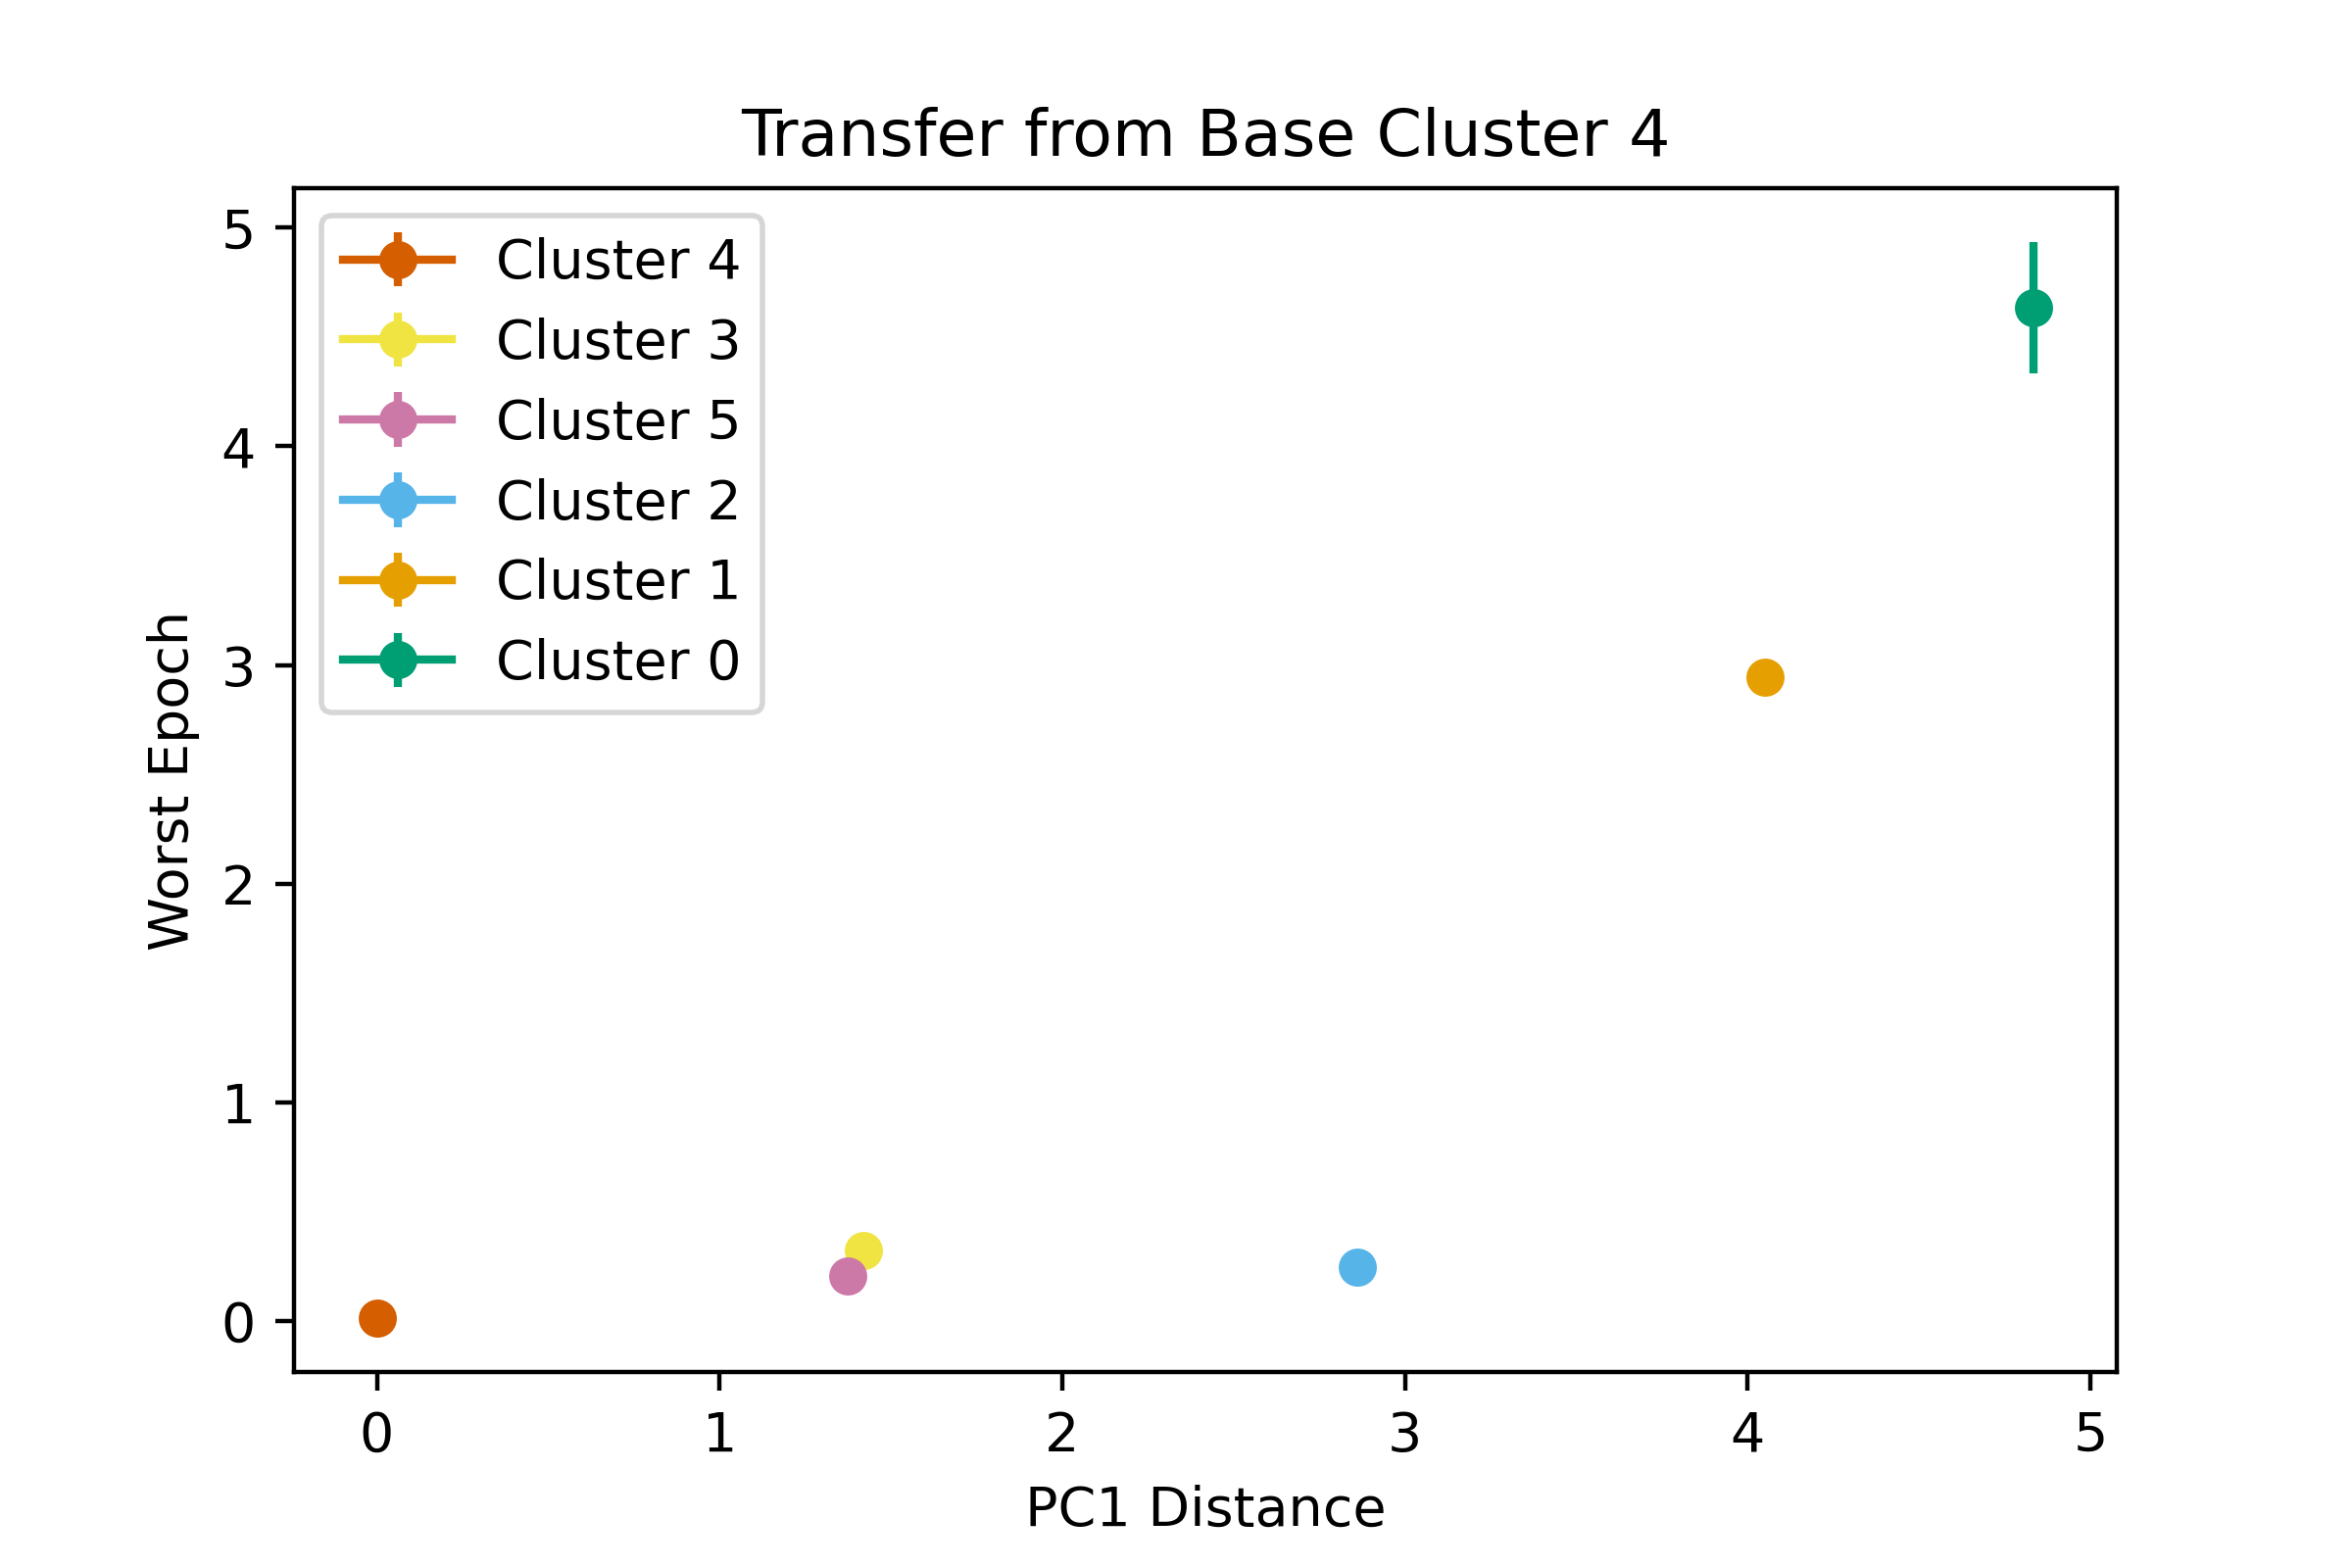 Transfer from Base Cluster 4
5
4
3
2
1
0
Worst Epoch
Cluster 4
Cluster 3
Cluster 5
Cluster 2
Cluster 1
Cluster 0
0 1 2 3 4 5
PC1 Distance